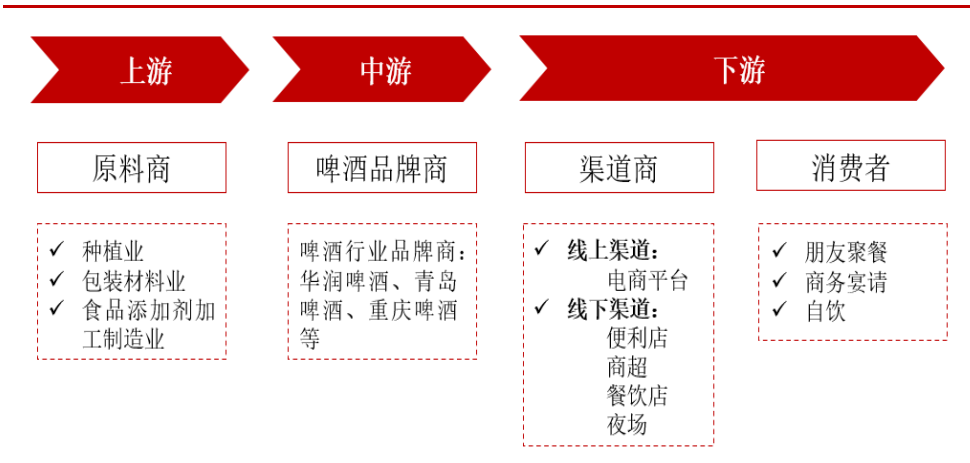 上游
中游
下游
原料商
啤酒品牌商
渠道商
消费者
✓ 种植业
✓ 包装材料业
✓ 食品添加剂加
工制造业
啤酒行业品牌商：
华润啤酒、青岛
啤酒、重庆啤酒
等
✓ 线上渠道：
电商平台
✓ 线下渠道：
便利店
商超
餐饮店
夜场
✓ 朋友聚餐
✓ 商务宴请
✓ 自饮